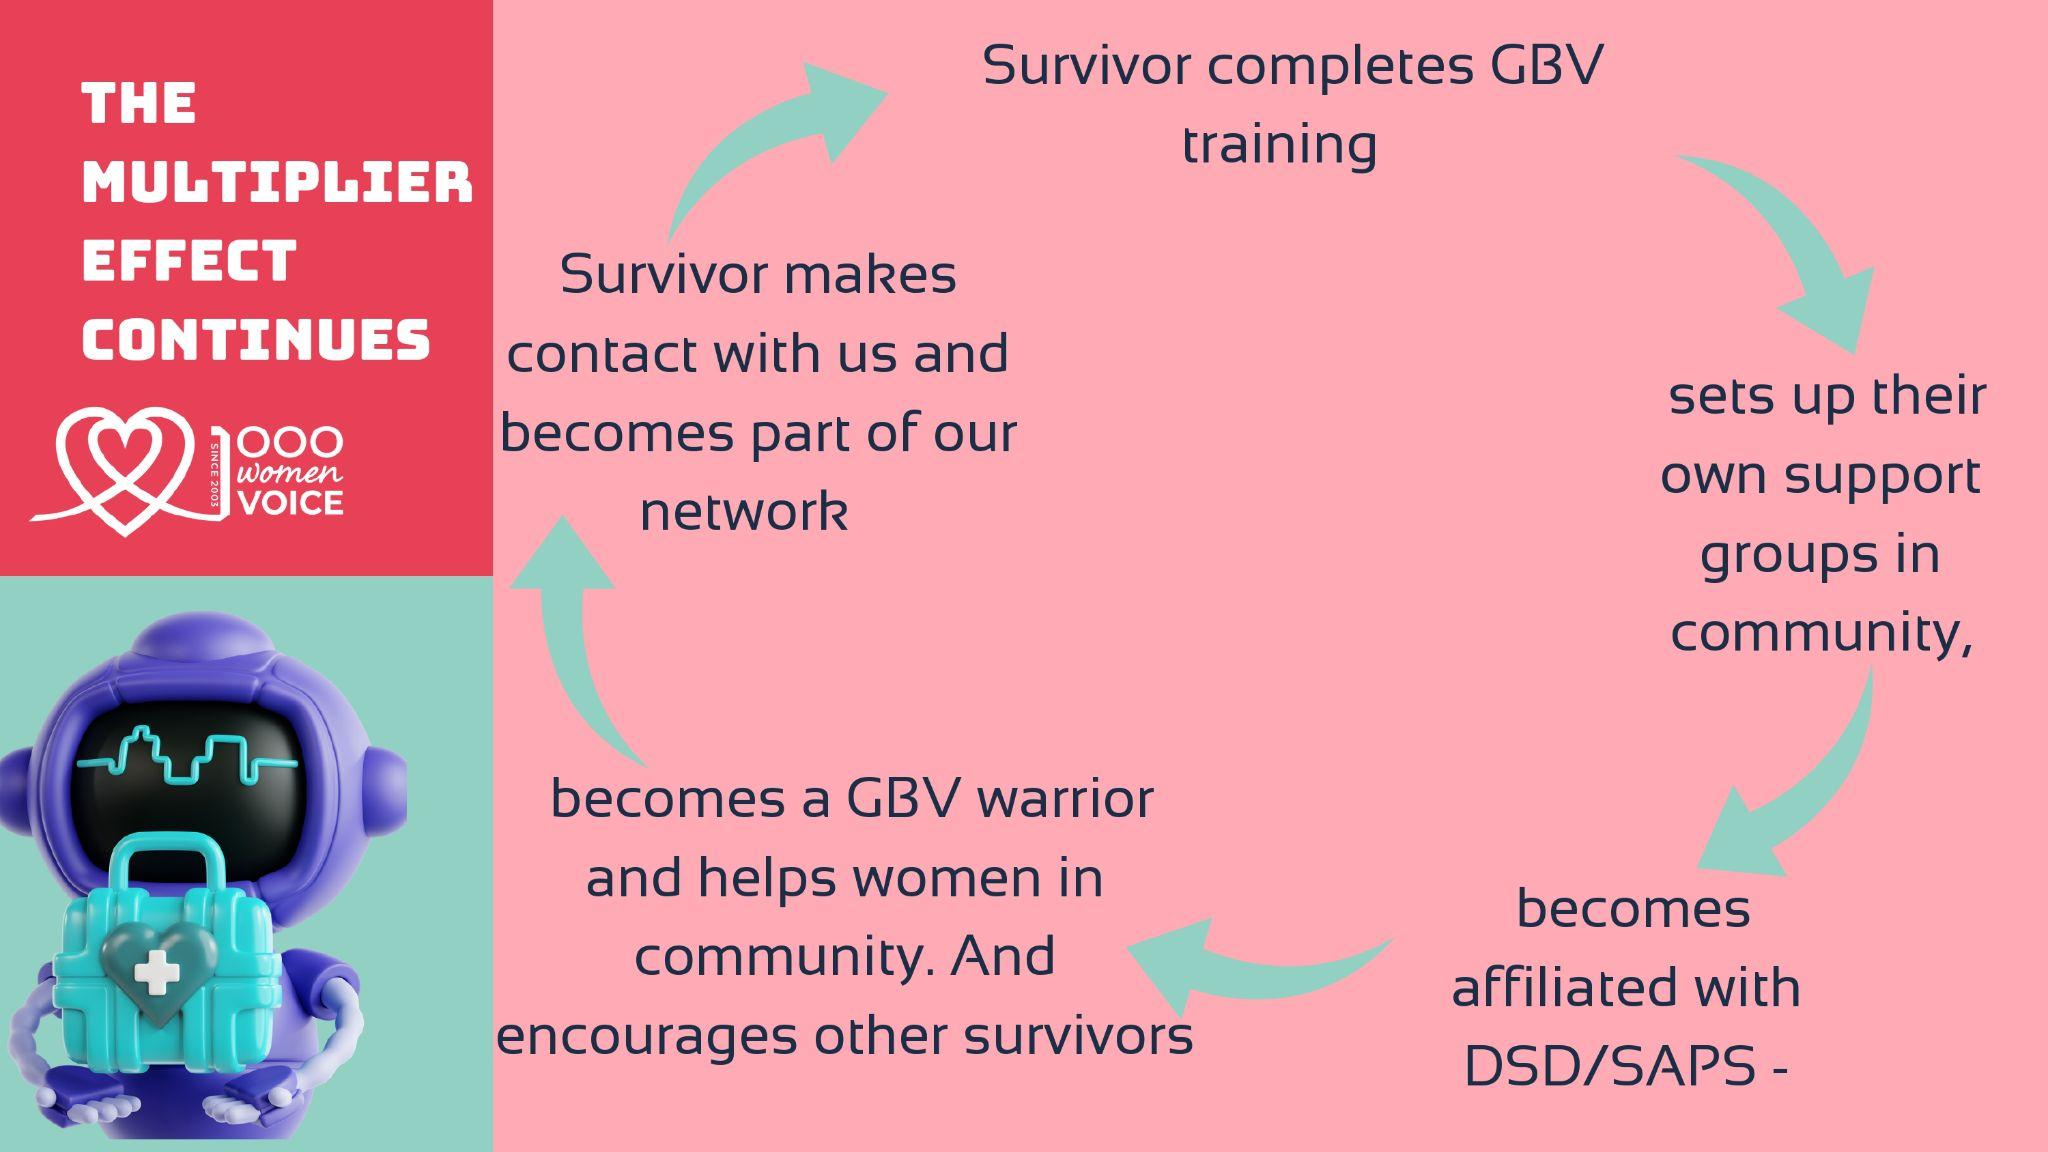 THE
MULTIPLIER
EFFECT
CONTINUES
SINCE 2003
1000
women
VOICE
Survivor completes GBV
training
Survivor makes
contact with us and
becomes part of our
network
sets up their
own support
groups in
community,
becomes
affiliated with
DSD/SAPS -
becomes a GBV warrior
and helps women in
community. And
encourages other survivors